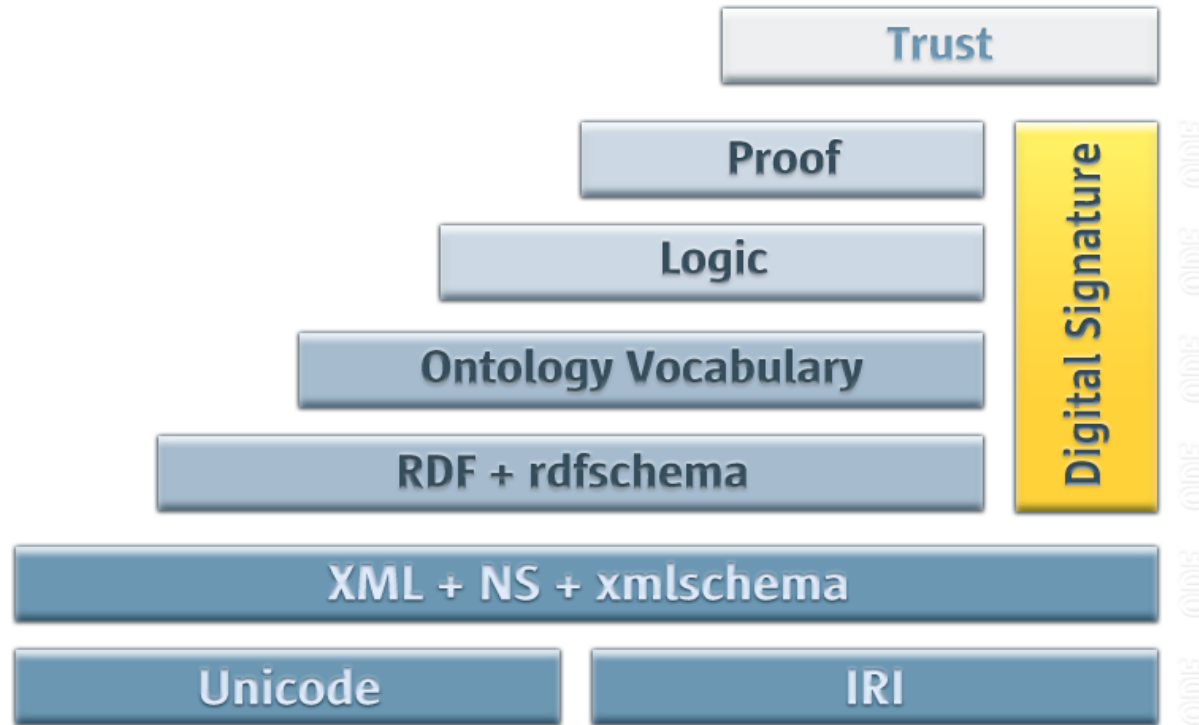 Trust
Proof
Digital Signature
Logic
Ontology Vocabulary
RDF + rdfschema
XML + NS + xmlschema
Unicode
IRI